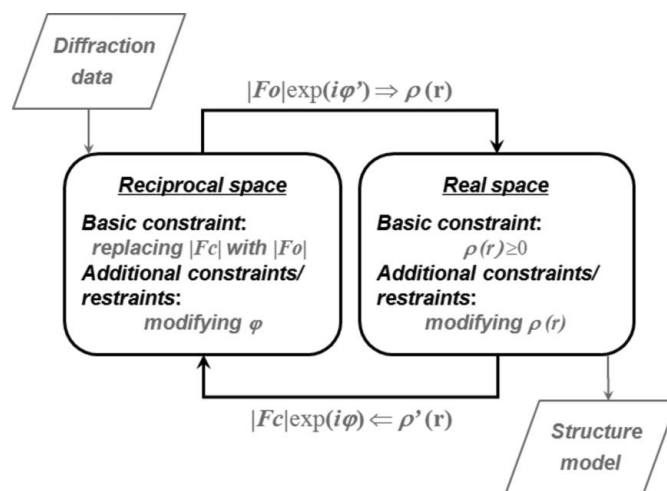 Diffraction
data
|Fo|exp(iφ’) ⇒ ρ(r)
Reciprocal space
Basic constraint:
replacing |Fc| with |Fo|
Additional constraints/
restraints:
modifying φ
Real space
Basic constraint:
ρ(r)≥0
Additional constraints/
restraints:
modifying ρ(r)
|Fc|exp(iφ) ⇐ ρ’(r)
Structure
model